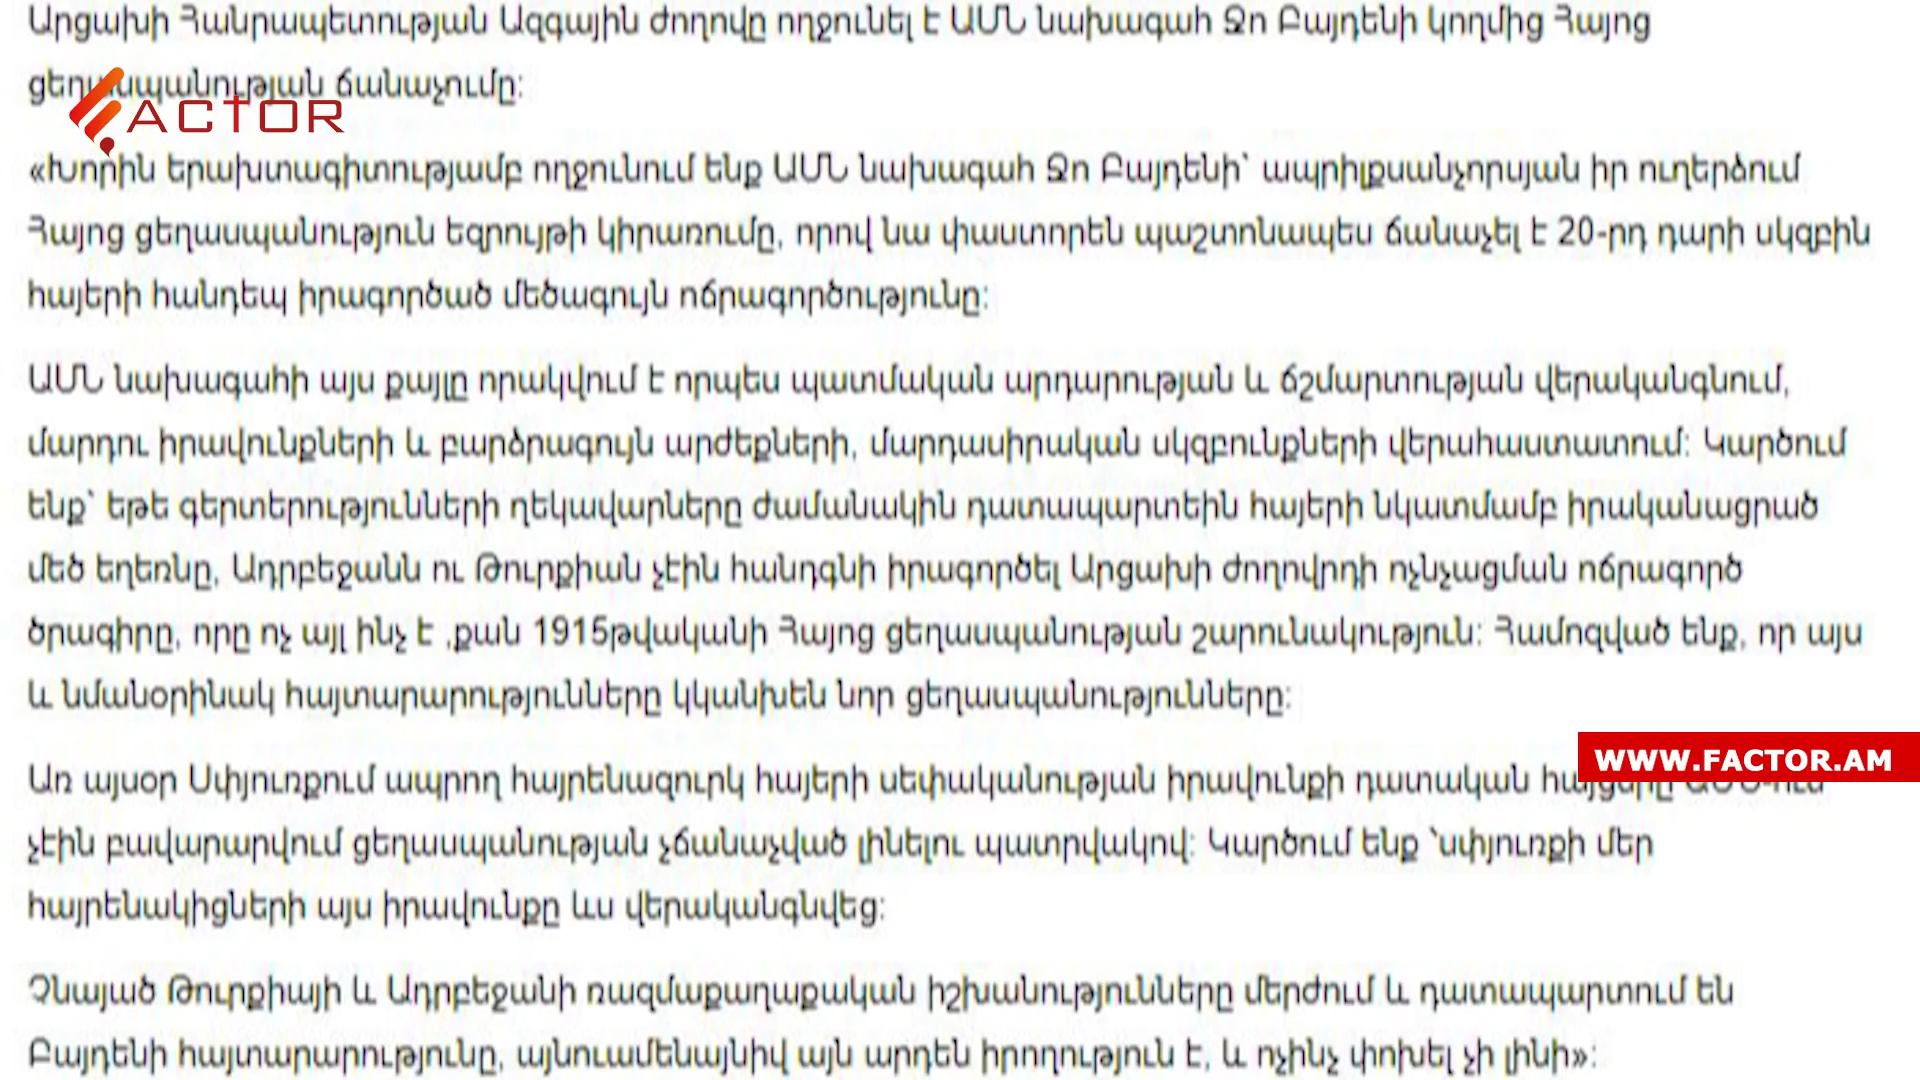 Արցախի Հանրապետության Ազգային ժողովը ողջունել է ԱՄՆ նախագահ Ջո Բայդենի կողմից Հայոց
ցեղասպանության ճանաչումը:
ACTOR
«Խորին երախտագիտությամբ ողջունում ենք ԱՄՆ նախագահ Ջո Բայդենի՝ ապրիլքսանչորսյան իր ուղերձում
Հայոց ցեղասպանություն եզրույթի կիրառումը, որով նա փաստորեն պաշտոնապես ճանաչել է 20-րդ դարի սկզբին
հայերի հանդեպ իրագործած մեծագույն ոճրագործությունը:
ԱՄՆ նախագահի այս քայլը որակվում է որպես պատմական արդարության և ճշմարտության վերականգնում,
մարդու իրավունքների և բարձրագույն արժեքների, մարդասիրական սկզբունքների վերահաստատում: Կարծում
ենք՝ եթե գերտերությունների ղեկավարները ժամանակին դատապարտեին հայերի նկատմամբ իրականացրած
մեծ եղեռնը, Ադրբեջանն ու Թուրքիան չէին հանդգնի իրագործել Արցախի ժողովրդի ոչնչացման ոճրագործ
ծրագիրը, որը ոչ այլ ինչ է ,քան 1915թվականի Հայոց ցեղասպանության շարունակություն: Համոզված ենք, որ այս
և նմանօրինակ հայտարարությունները կկանխեն նոր ցեղասպանությունները:
WWW.FACTOR.AM
Առ այսօր Սփյուռքում ապրող հայրենազուրկ հայերի սեփականության իրավունքի դատական հայցերը ԱՄՆ-ում
չէին բավարարվում ցեղասպանության չճանաչված լինելու պատրվակով: Կարծում ենք ՝սփյուռքի մեր
հայրենակիցների այս իրավունքը ևս վերականգնվեց:
Չնայած Թուրքիայի և Ադրբեջանի ռազմաքաղաքական իշխանությունները մերժում և դատապարտում են
Բայդենի հայտարարությունը, այնուամենայնիվ այն արդեն իրողություն է, և ոչինչ փոխել չի լինի»: